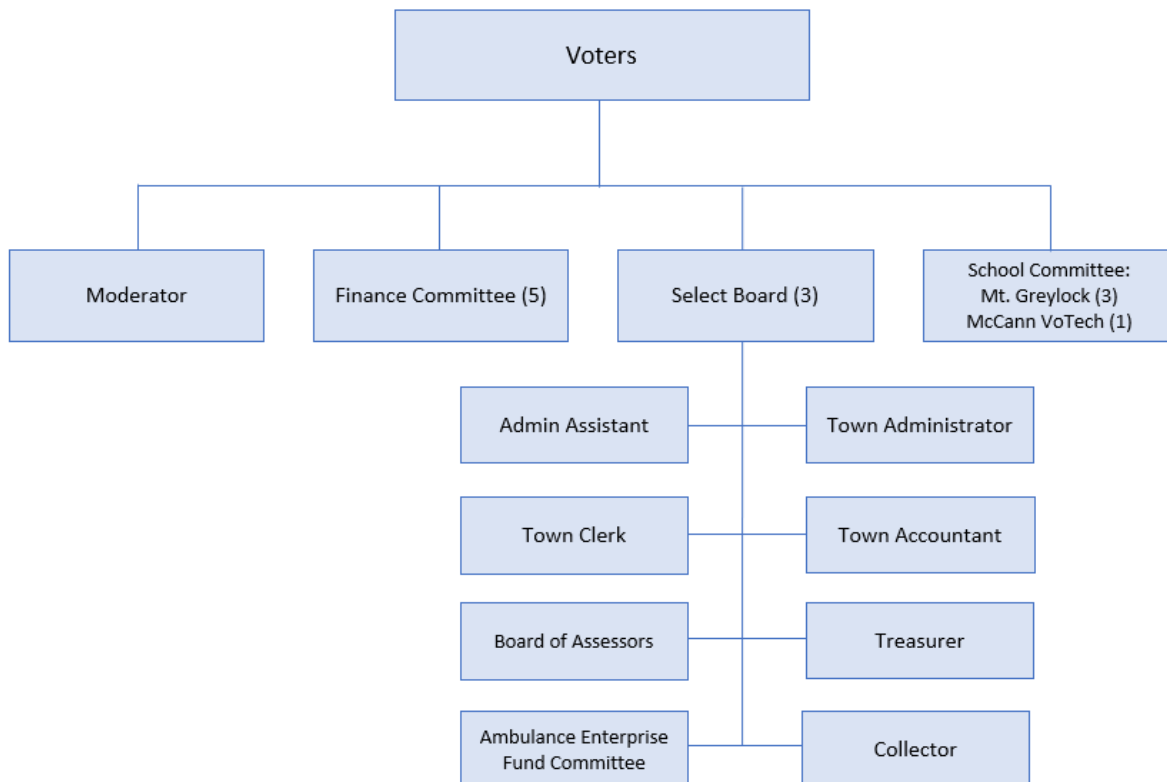 Voters
Moderator
Finance Committee (5)
Select Board (3)
School Committee:
Mt. Greylock (3)
McCann VoTech (1)
Admin Assistant
Town Administrator
Town Clerk
Town Accountant
Board of Assessors
Treasurer
Ambulance Enterprise
Fund Committee
Collector